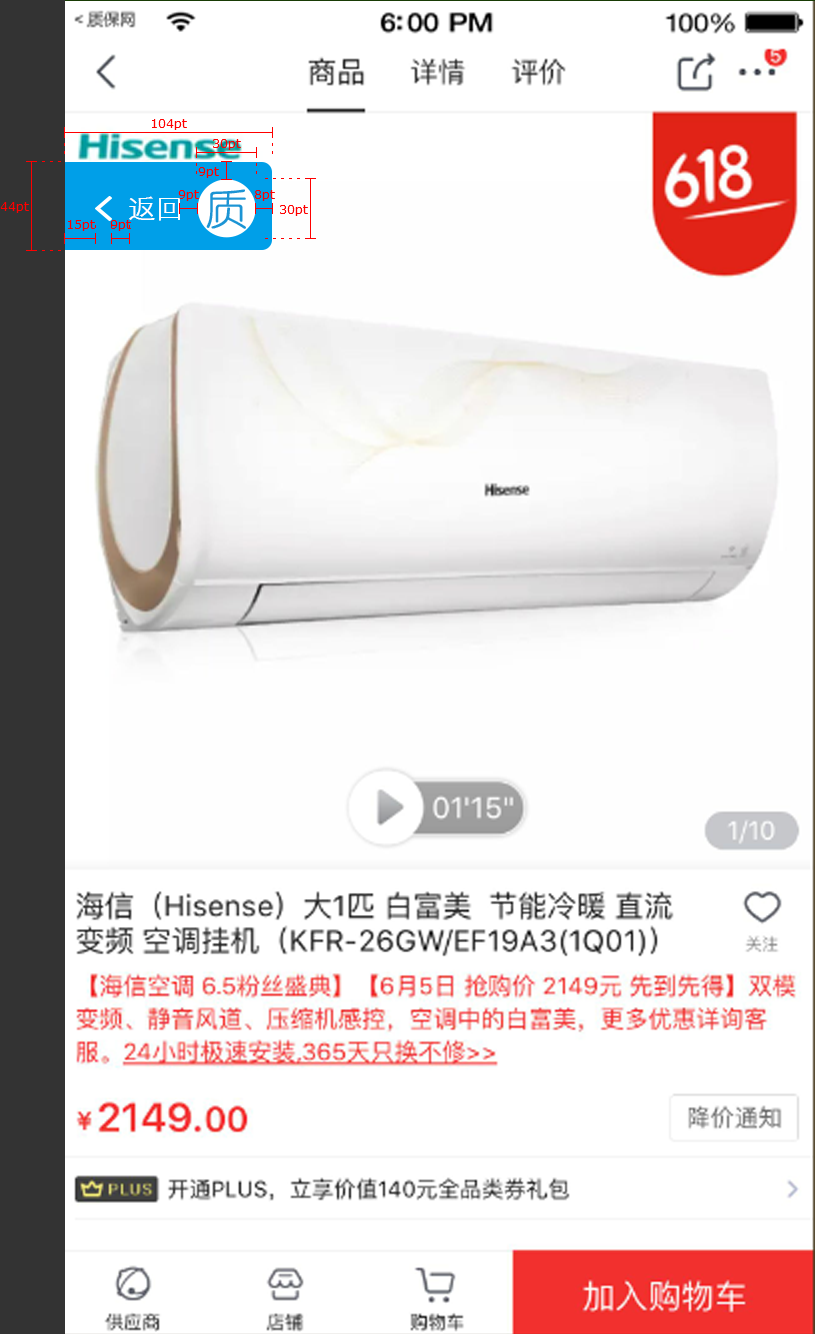 < 质保网
6:00 PM
100%
商品 详情 评价
5
104pt
Hisense
30pt
9pt
44pt
返回
9pt
质
8pt
30pt
15pt
9pt
618
Hisense
01'15"
1/10
海信（Hisense）大1匹 白富美 节能冷暖 直流
变频 空调挂机（KFR-26GW/EF19A3(1Q01)）
关注
【海信空调 6.5粉丝盛典】【6月5日 抢购价 2149元 先到先得】双模
变频、静音风道、压缩机感控，空调中的白富美，更多优惠详询客
服。24小时极速安装,365天只换不修>>
¥2149.00
降价通知
PLUS 开通PLUS，立享价值140元全品类券礼包
供应商 店铺 购物车 加入购物车